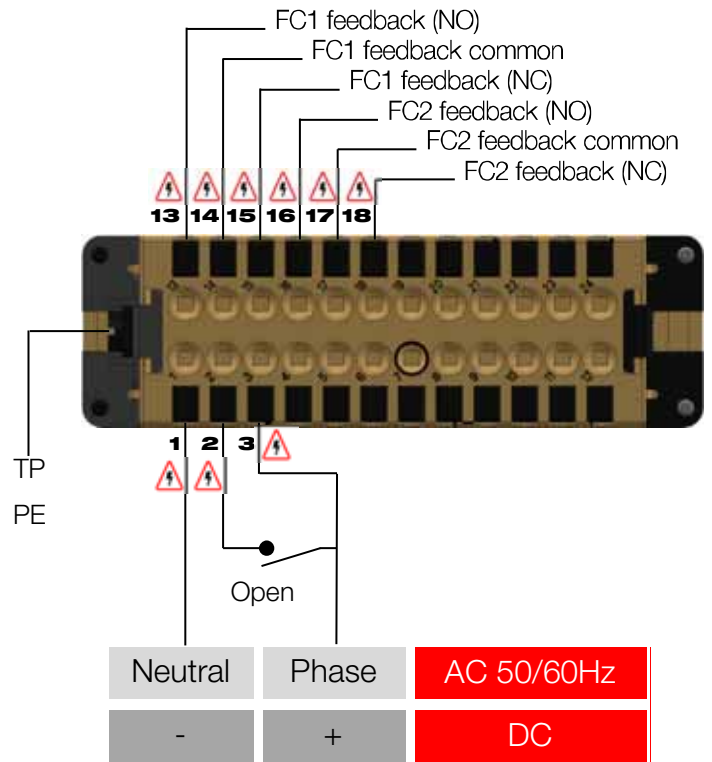 FC1 feedback (NO)
FC1 feedback common
FC1 feedback (NC)
FC2 feedback (NO)
FC2 feedback common
FC2 feedback (NC)
13 14 15 16 17 18
1 2 3
TP
PE
Open
Neutral Phase AC 50/60Hz
- + DC